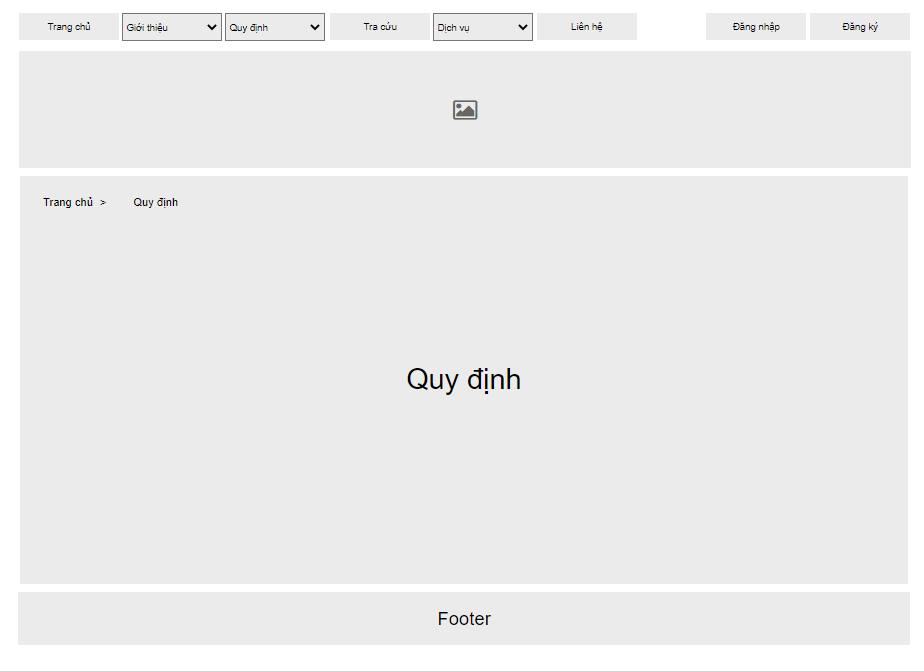 Trang chủ Giới thiệu Quy định Tra cứu Dịch vụ Liên hệ Đăng nhập Đăng ký
Trang chủ > Quy định
Quy định
Footer